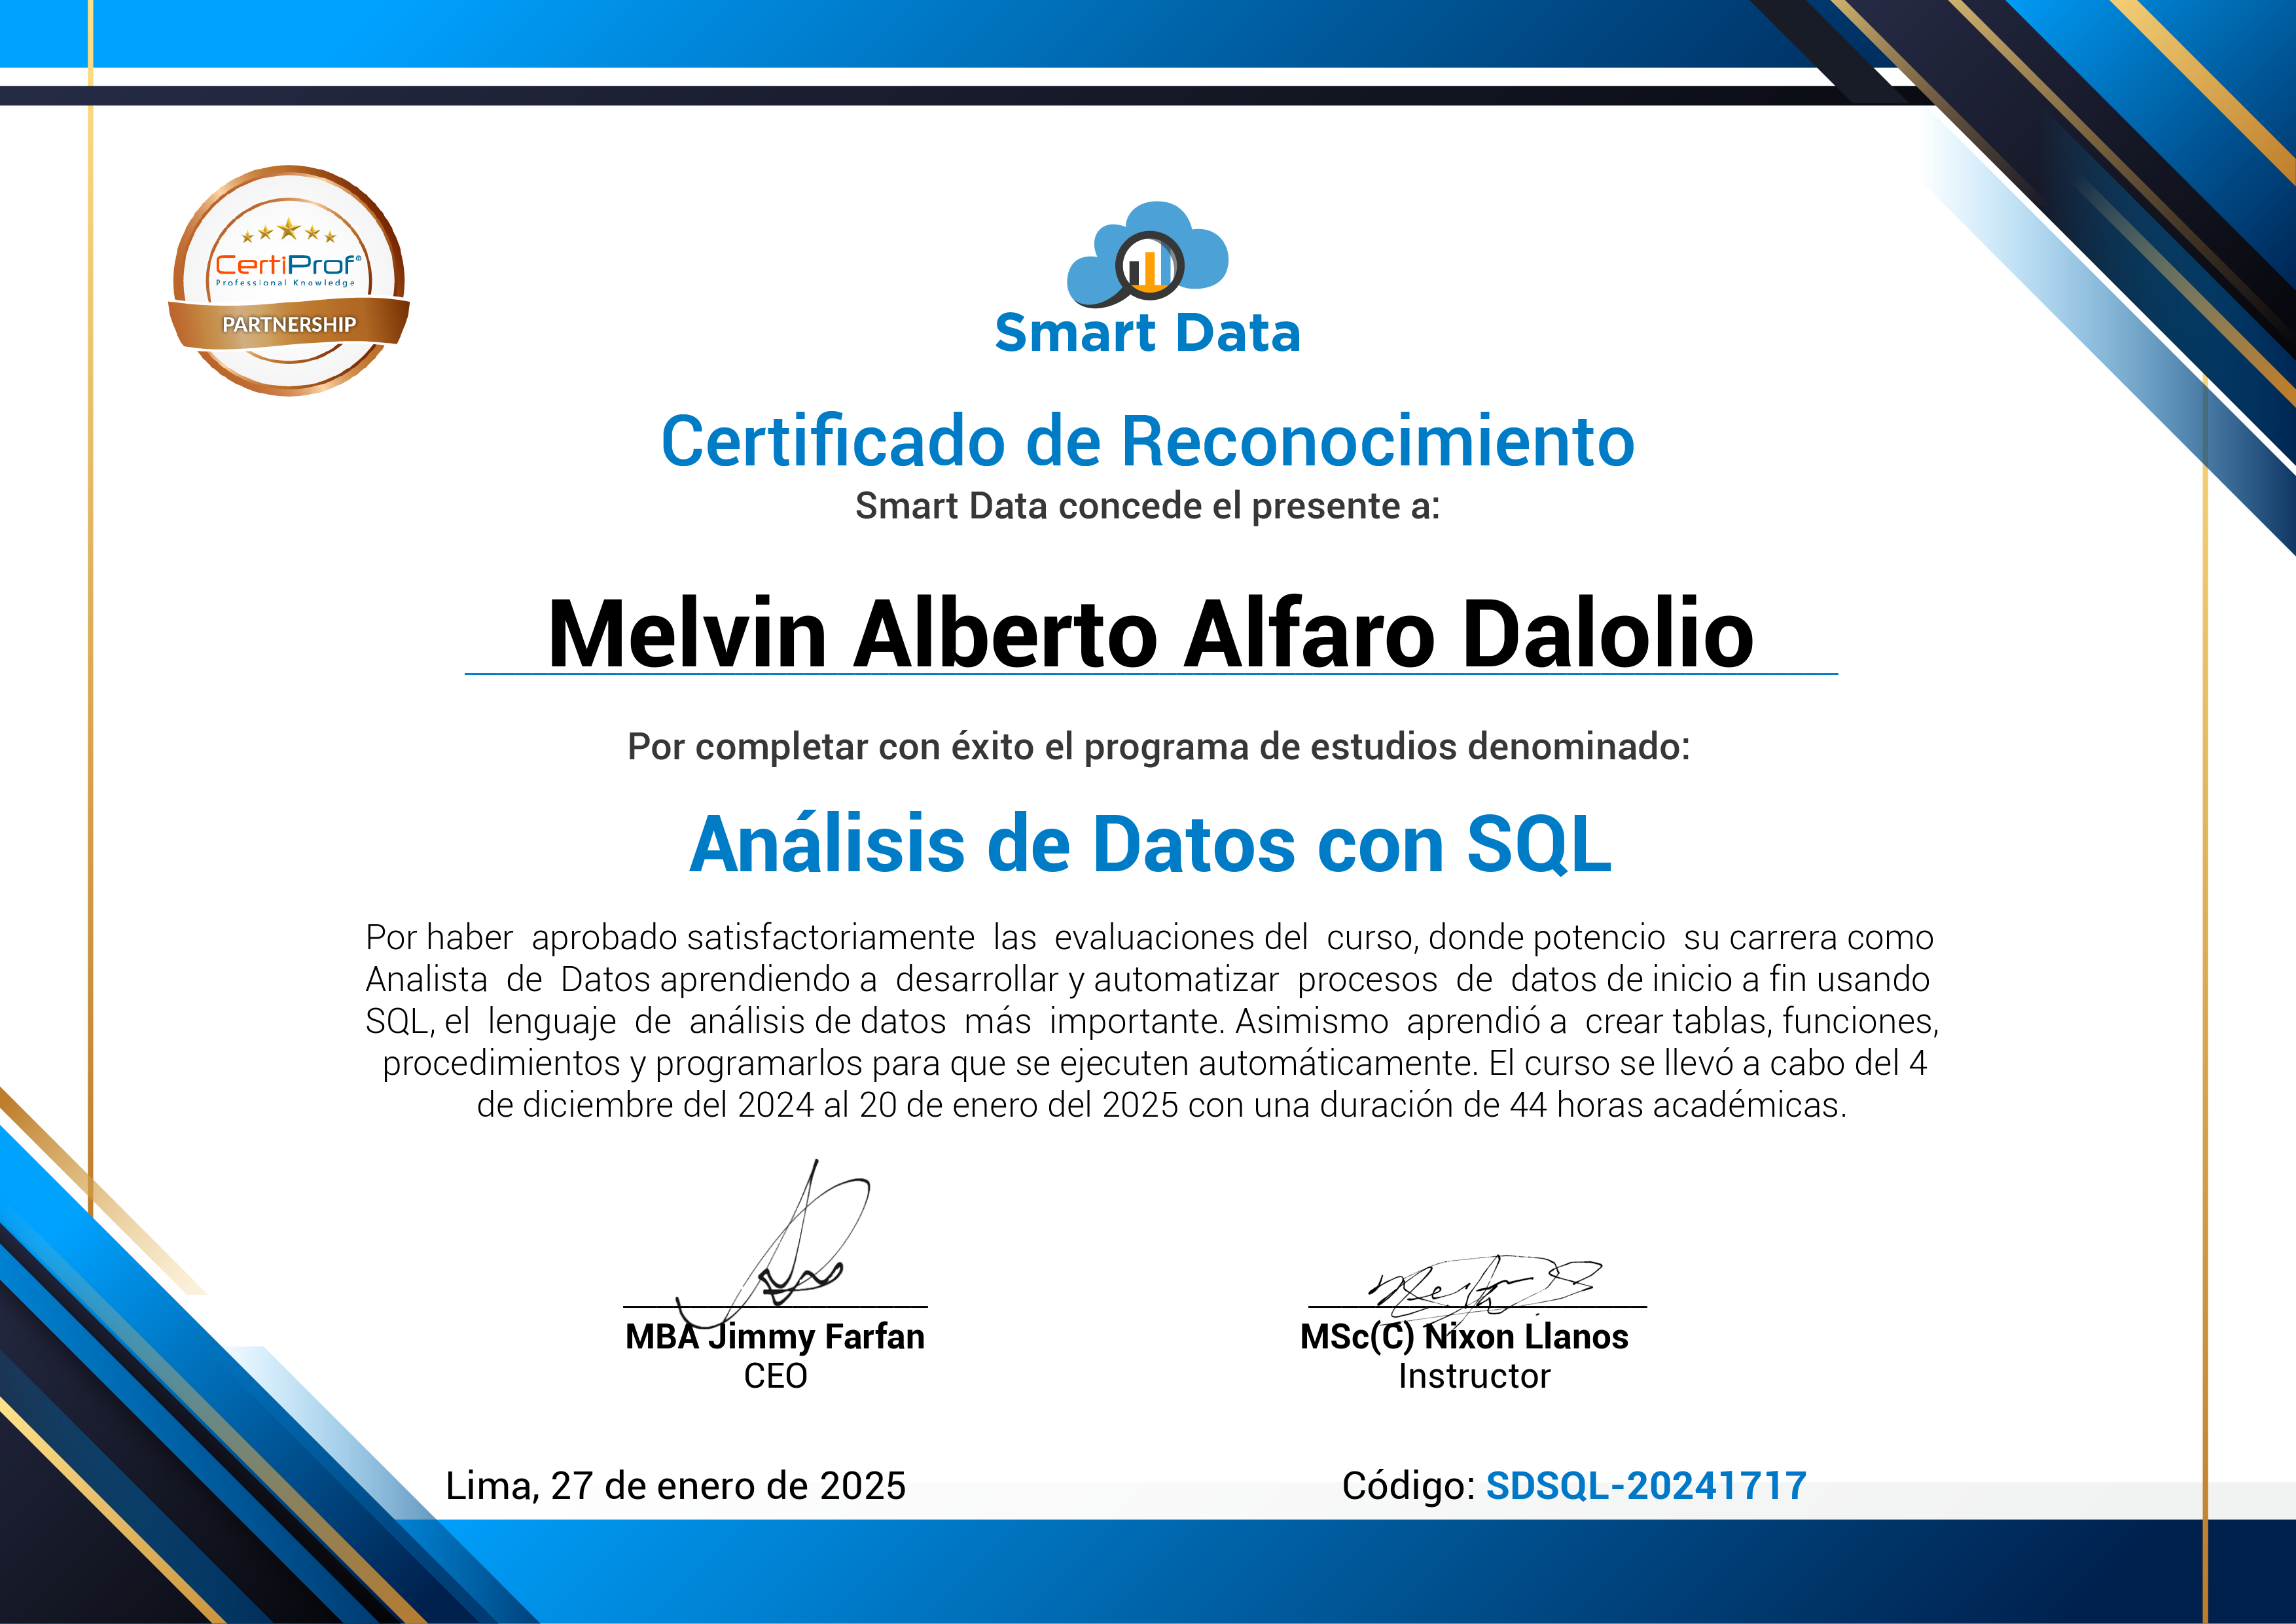 CertiProf®
Professional Knowledge
PARTNERSHIP
Smart Data
Certificado de Reconocimiento
Smart Data concede el presente a:
Melvin Alberto Alfaro Dalolio
Por completar con éxito el programa de estudios denominado:
Análisis de Datos con SQL
Por haber aprobado satisfactoriamente las evaluaciones del curso, donde potencio su carrera como
Analista de Datos aprendiendo a desarrollar y automatizar procesos de datos de inicio a fin usando
SQL, el lenguaje de análisis de datos más importante. Asimismo aprendió a crear tablas, funciones,
procedimientos y programarlos para que se ejecuten automáticamente. El curso se llevó a cabo del 4
de diciembre del 2024 al 20 de enero del 2025 con una duración de 44 horas académicas.
MBA Jimmy Farfan
CEO
MSc(C) Nixon Llanos
Instructor
Lima, 27 de enero de 2025
Código: SDSQL-20241717